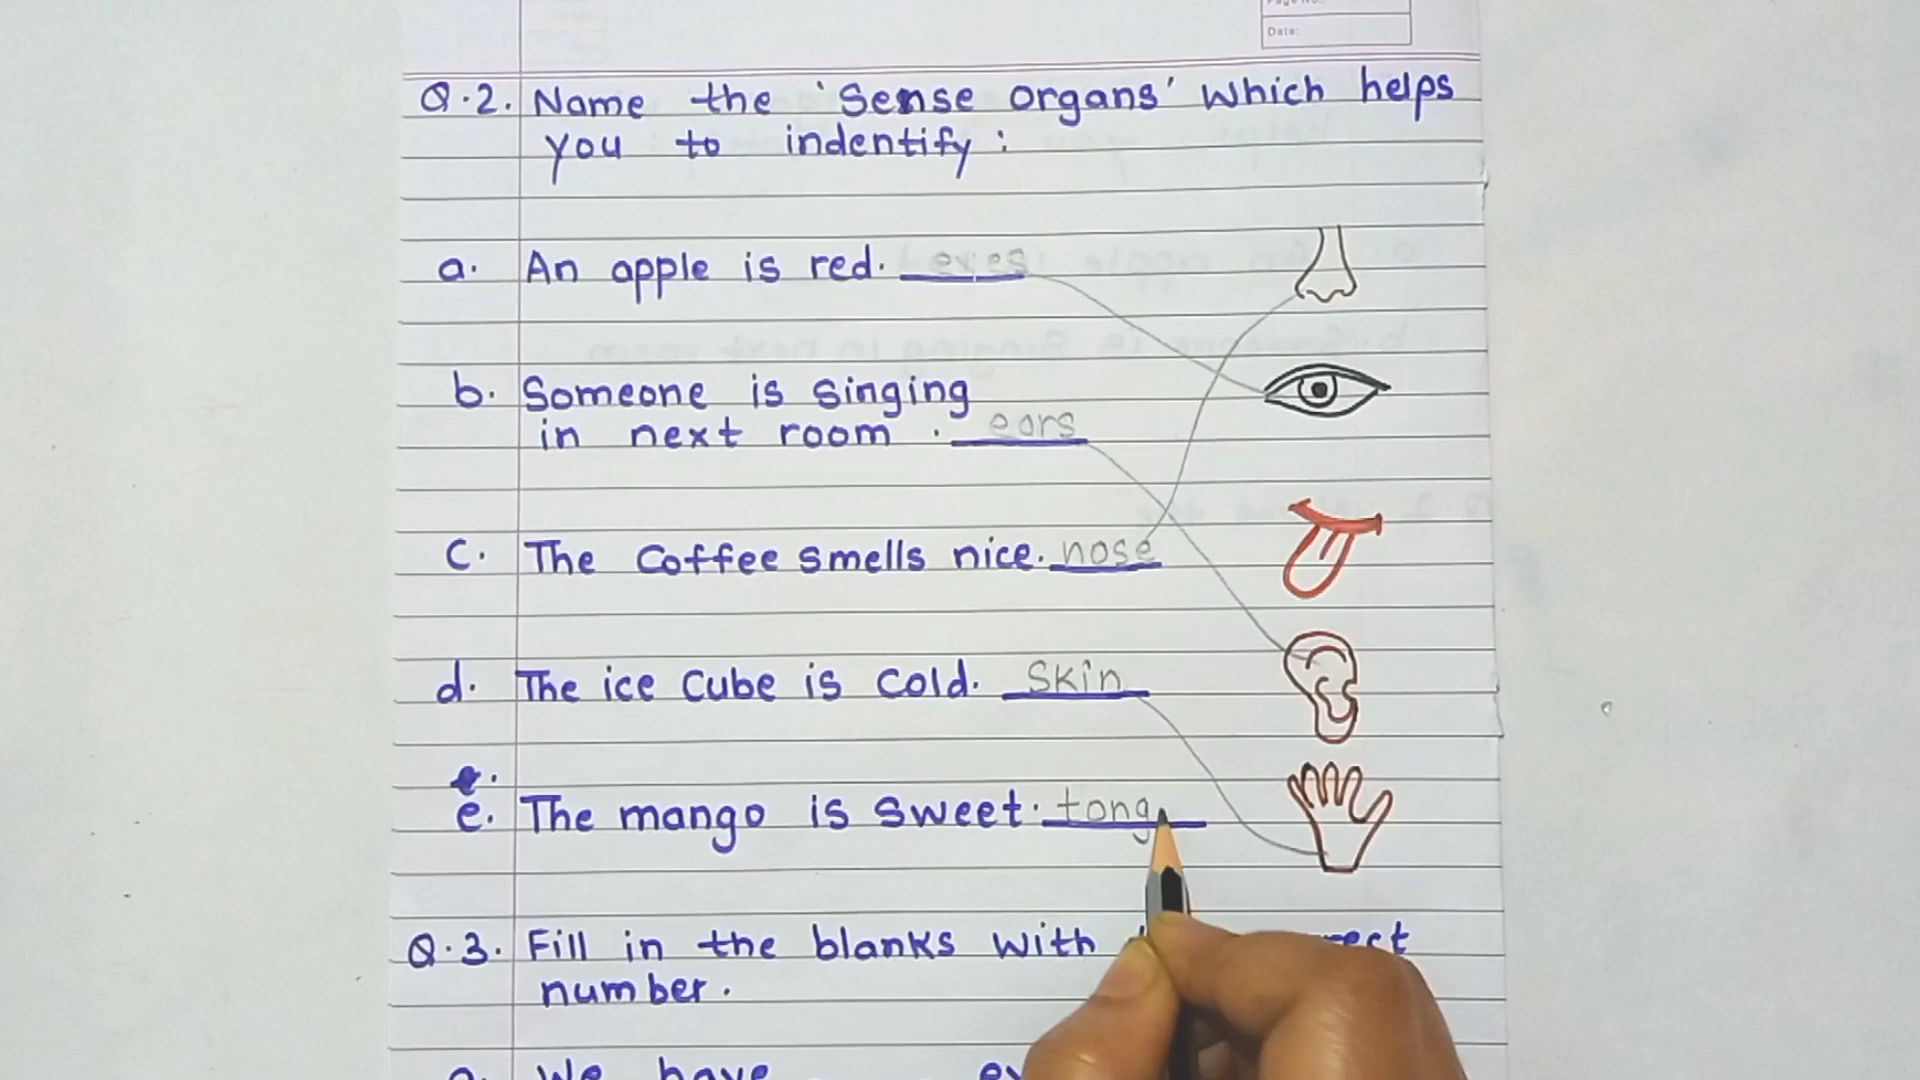 Date:
Q.2. Name the 'Sense organs' which helps
you to indentify:
a. An apple is red. eyes
b. Someone is singing
in next room. ears
c. The Coffee smells nice. nose
d. The ice cube is cold. Skin
e.
e. The mango is sweet. tong
Q.3. Fill in the blanks with
number.
a. We have